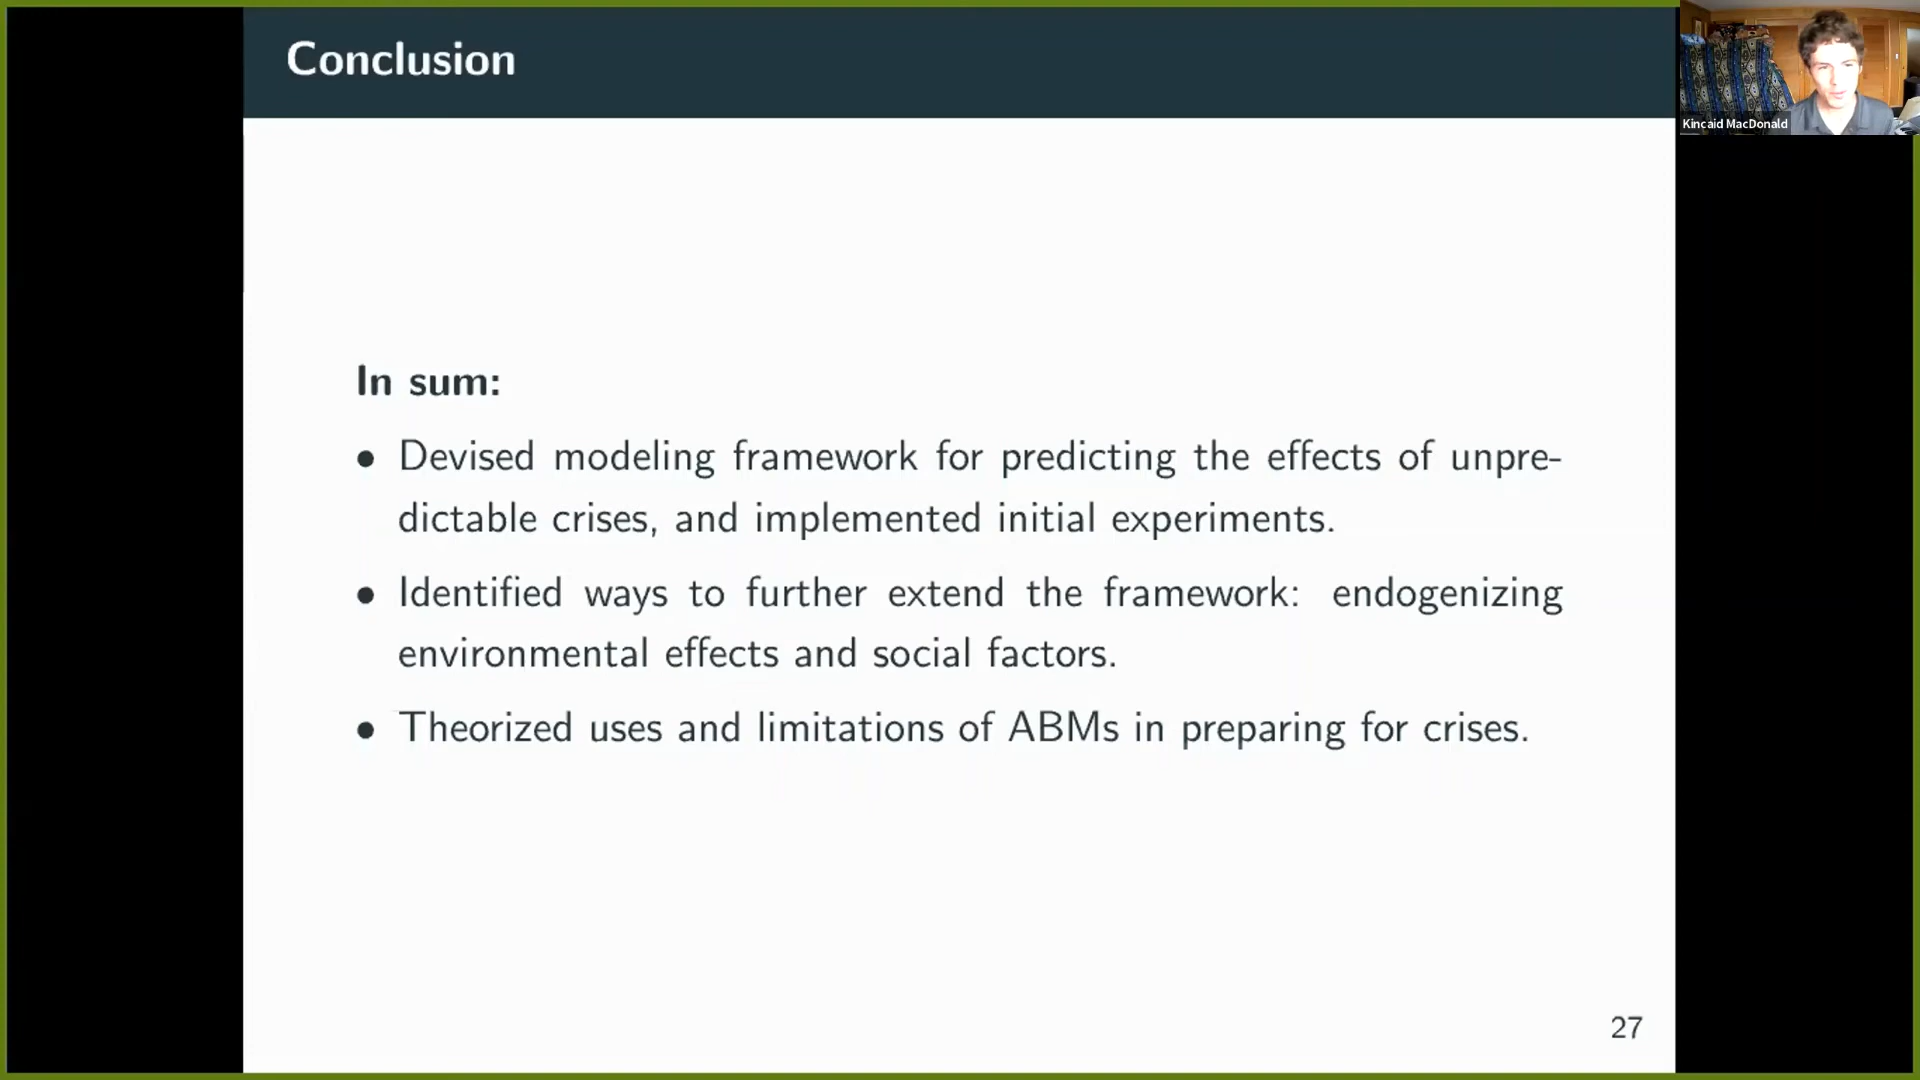 Conclusion
Kincaid MacDonald
In sum:
• Devised modeling framework for predicting the effects of unpre-
dictable crises, and implemented initial experiments.
• Identified ways to further extend the framework: endogenizing
environmental effects and social factors.
• Theorized uses and limitations of ABMs in preparing for crises.
27